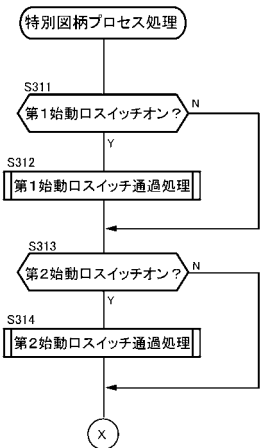 特別図柄プロセス処理
S311
第1始動口スイッチオン?
N
Y
S312
第1始動口スイッチ通過処理
S313
第2始動口スイッチオン?
N
Y
S314
第2始動口スイッチ通過処理
X